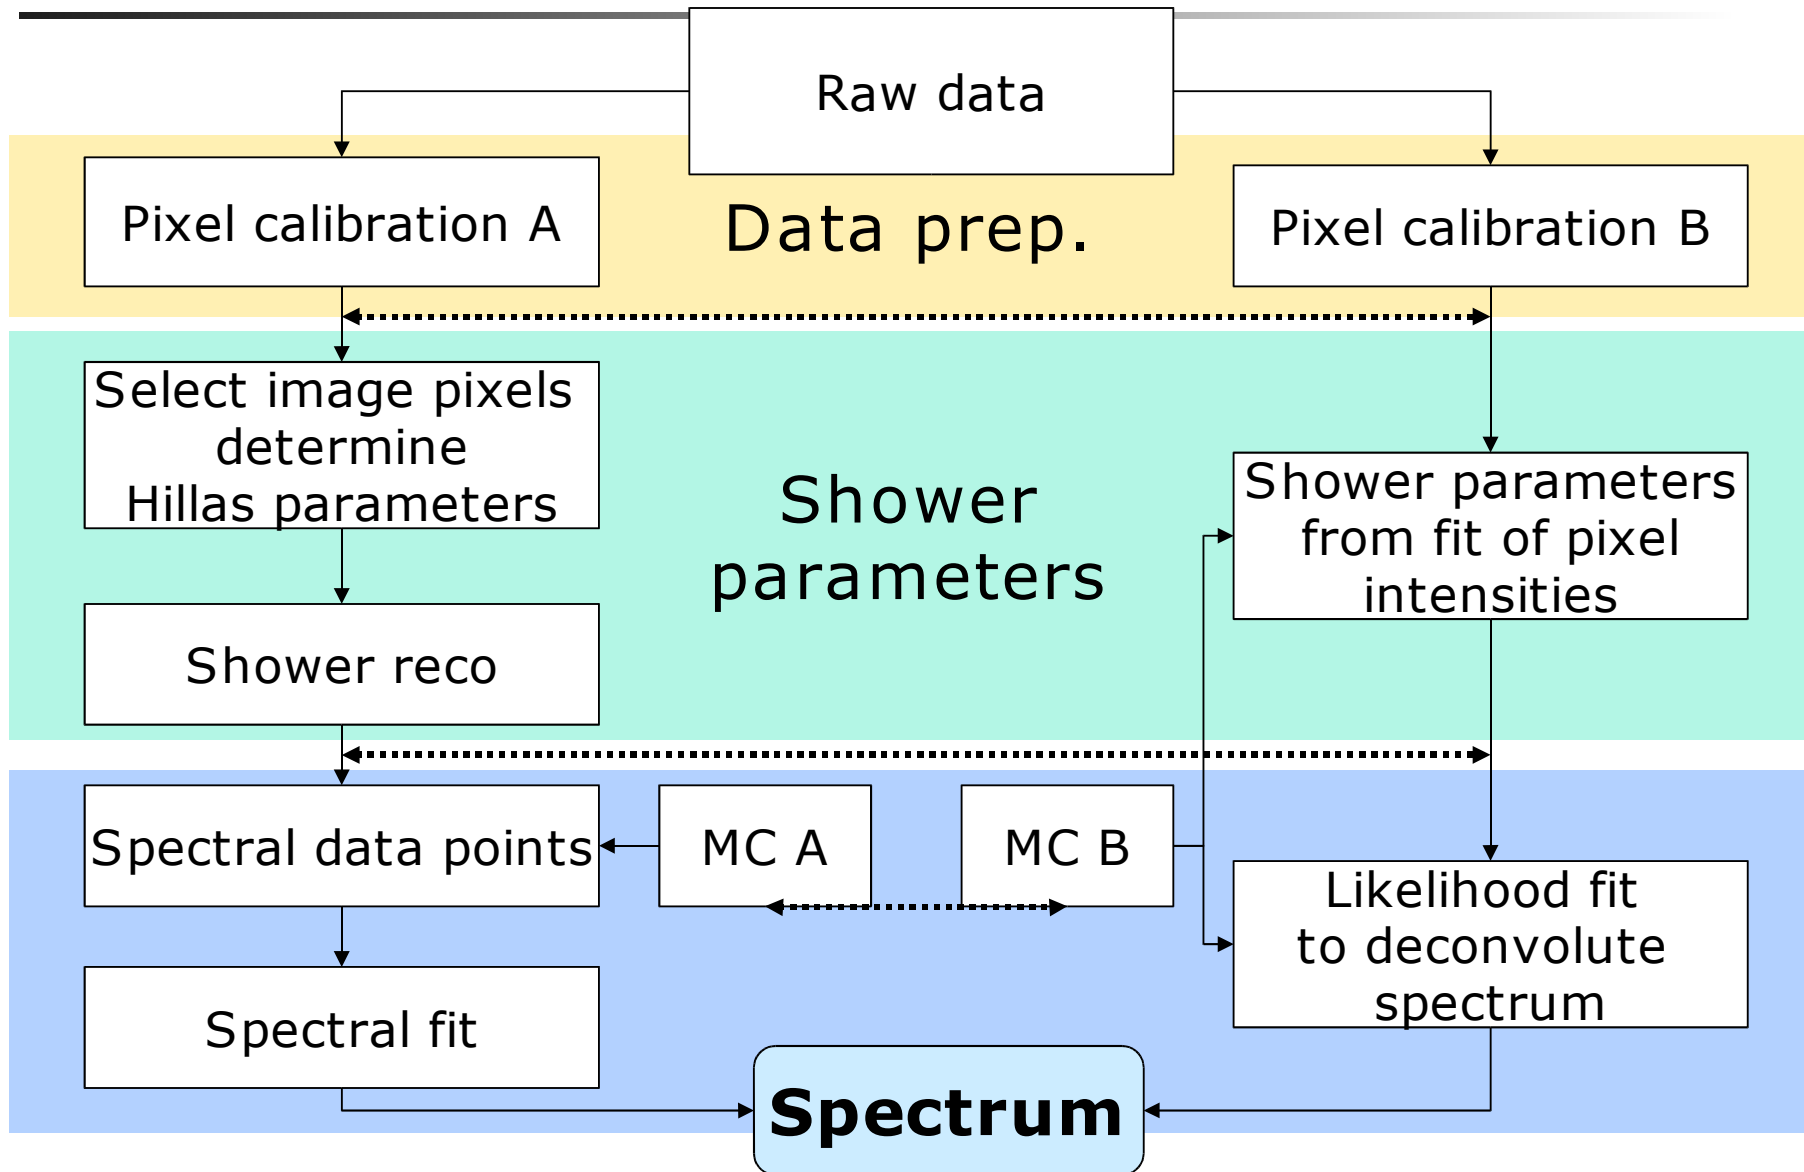 Raw data
Pixel calibration A
Data prep.
Pixel calibration B
Select image pixels
determine
Hillas parameters
Shower
parameters
Shower parameters
from fit of pixel
intensities
Shower reco
Spectral data points
MC A
MC B
Likelihood fit
to deconvolute
spectrum
Spectral fit
Spectrum